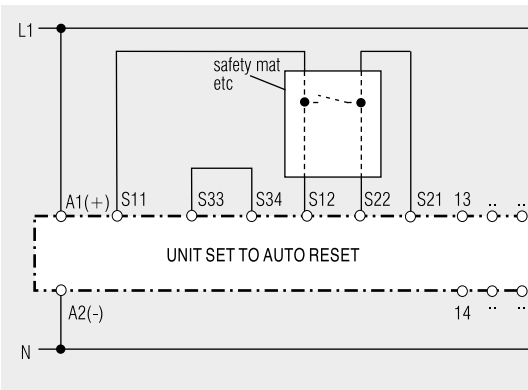 L1
safety mat
etc
A1(+) S11 S33 S34 S12 S22 S21 13 .. ..
UNIT SET TO AUTO RESET
A2(-) 14 .. ..
N